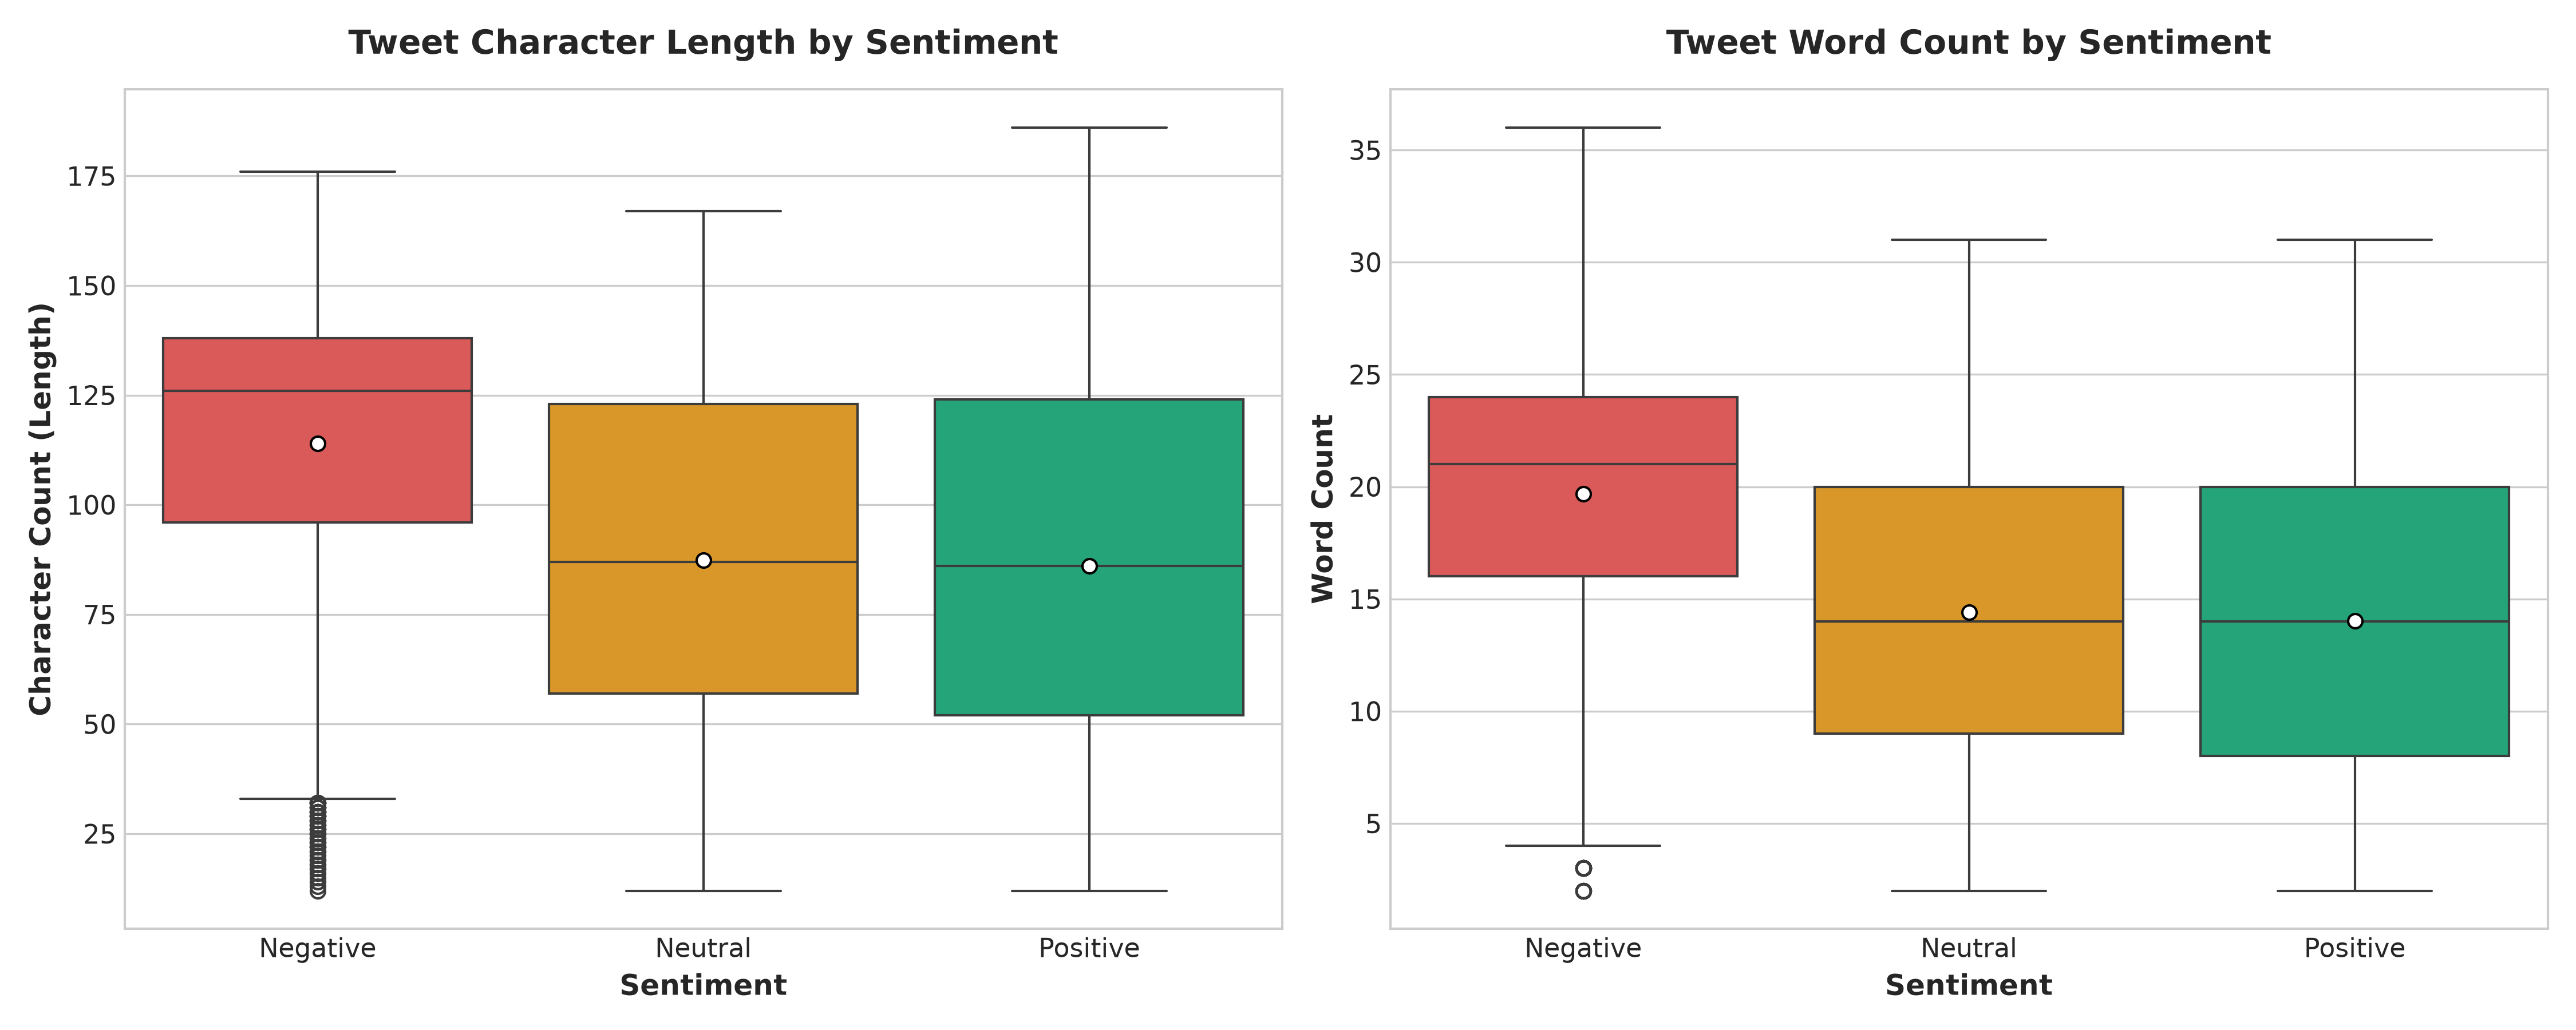 Tweet Character Length by Sentiment
Character Count (Length)
175
150
125
100
75
50
25
Negative Neutral Positive
Sentiment
Tweet Word Count by Sentiment
Word Count
35
30
25
20
15
10
5
Negative Neutral Positive
Sentiment